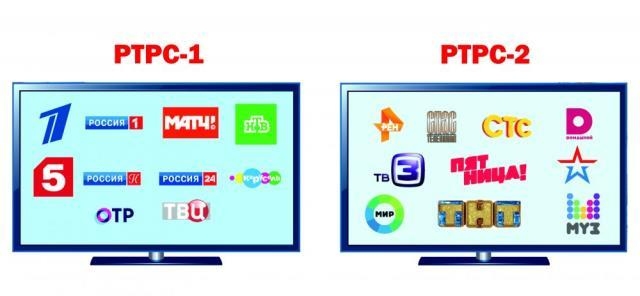 РТРС-1
РОССИЯ 1
МАТЧ!
НТВ
5
РОССИЯ К
РОССИЯ 24
Карусель
ОТР
ТВЦ
РТРС-2
РЕН
СПАС
СТС
ДОМАШНИЙ
ТВ 3
ПЯТНИЦА!
МИР
ТНТ
МУЗ